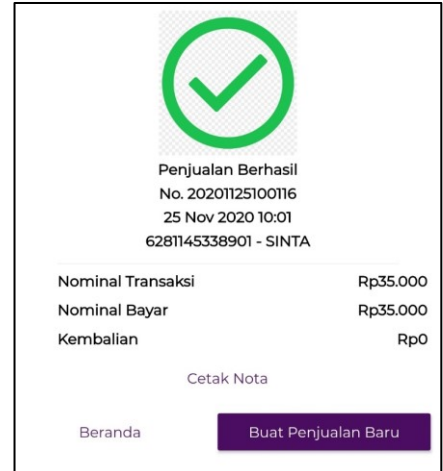 Penjualan Berhasil
No. 20201125100116
25 Nov 2020 10:01
6281145338901 - SINTA
Nominal Transaksi Rp35.000
Nominal Bayar Rp35.000
Kembalian Rp0
Cetak Nota
Beranda Buat Penjualan Baru